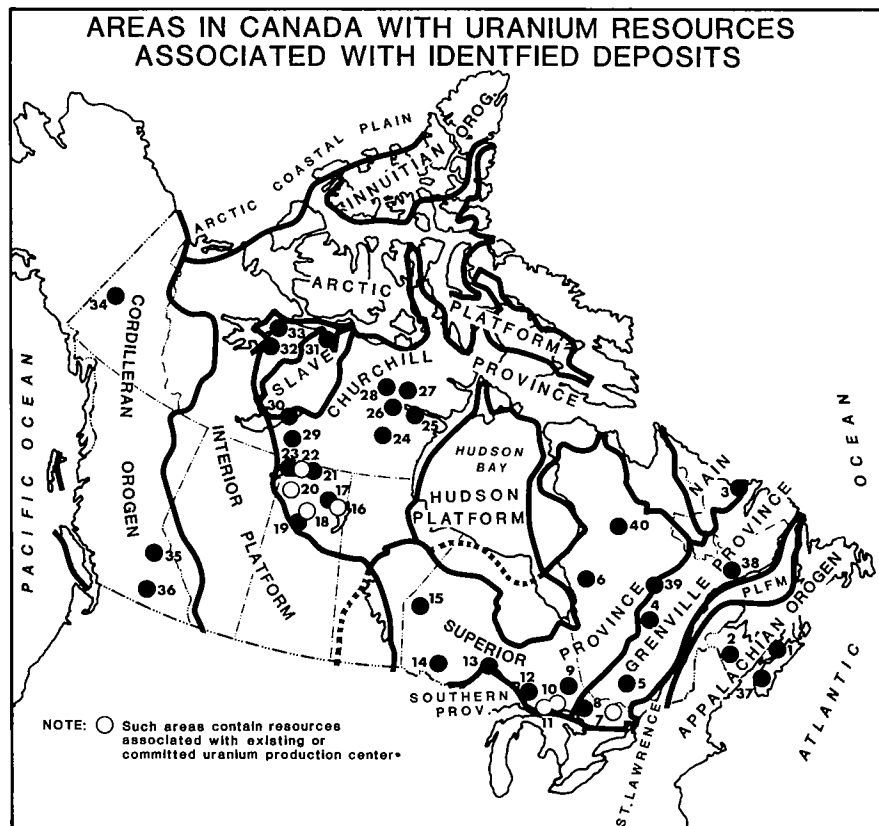 AREAS IN CANADA WITH URANIUM RESOURCES
ASSOCIATED WITH IDENTFIED DEPOSITS
ARCTIC COASTAL PLAIN
INNUITIAN OROG.
ARCTIC
PLATFORM
PROVINCE
CHURCHILL
SLAVE
CORDILLERAN
OROGEN
PACIFIC OCEAN
INTERIOR PLATFORM
HUDSON
BAY
HUDSON
PLATFORM
NAIN
OCEAN
ATLANTIC
GRENVILLE PROVINCE
PLFM
ST. LAWRENCE
APPALACHIAN OROGEN
SUPERIOR
PROVINCE
SOUTHERN
PROV.
34
33
32
31
30
29
28
27
26
25
24
23
22
21
20
17
16
18
19
35
36
15
14
13
12
10
11
9
8
7
6
5
4
39
40
3
38
2
1
37
NOTE: Such areas contain resources
associated with existing or
committed uranium production center•